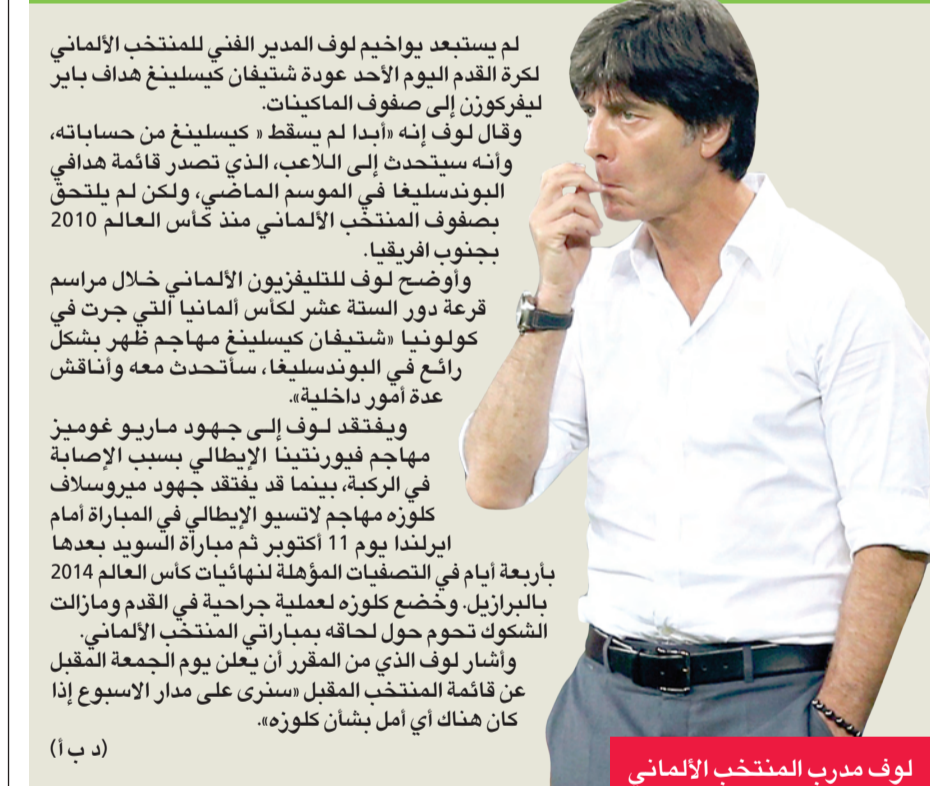 لم يستبعد يواخيم لوف المدير الفني للمنتخب الألماني
لكرة القدم اليوم الأحد عودة شتيفان كيسلينغ هداف باير
ليفركوزن إلى صفوف الماكينات.
وقال لوف إنه «أبدا لم يسقط « كيسلينغ من حساباته،
وأنه سيتحدث إلى اللاعب، الذي تصدر قائمة هدافي
البوندسليغا في الموسم الماضي، ولكن لم يلتحق
بصفوف المنتخب الألماني منذ كأس العالم 2010
بجنوب افريقيا.
وأوضح لوف للتليفزيون الألماني خلال مراسم
قرعة دور الستة عشر لكأس ألمانيا التي جرت في
كولونيا «شتيفان كيسلينغ مهاجم ظهر بشكل
رائع في البوندسليغا، سأتحدث معه وأناقش
عدة أمور داخلية».
ويفتقد لوف إلى جهود ماريو غوميز
مهاجم فيورنتينا الإيطالي بسبب الإصابة
في الركبة، بينما قد يفتقد جهود ميروسلاف
كلوزه مهاجم لاتسيو الإيطالي في المباراة أمام
ايرلندا يوم 11 أكتوبر ثم مباراة السويد بعدها
بأربعة أيام في التصفيات المؤهلة لنهائيات كأس العالم 2014
بالبرازيل. وخضع كلوزه لعملية جراحية في القدم ومازالت
الشكوك تحوم حول لحاقه بمباراتي المنتخب الألماني.
وأشار لوف الذي من المقرر أن يعلن يوم الجمعة المقبل
عن قائمة المنتخب المقبل «سنرى على مدار الاسبوع إذا
كان هناك أي أمل بشأن كلوزه».
(د ب أ)
لوف مدرب المنتخب الألماني